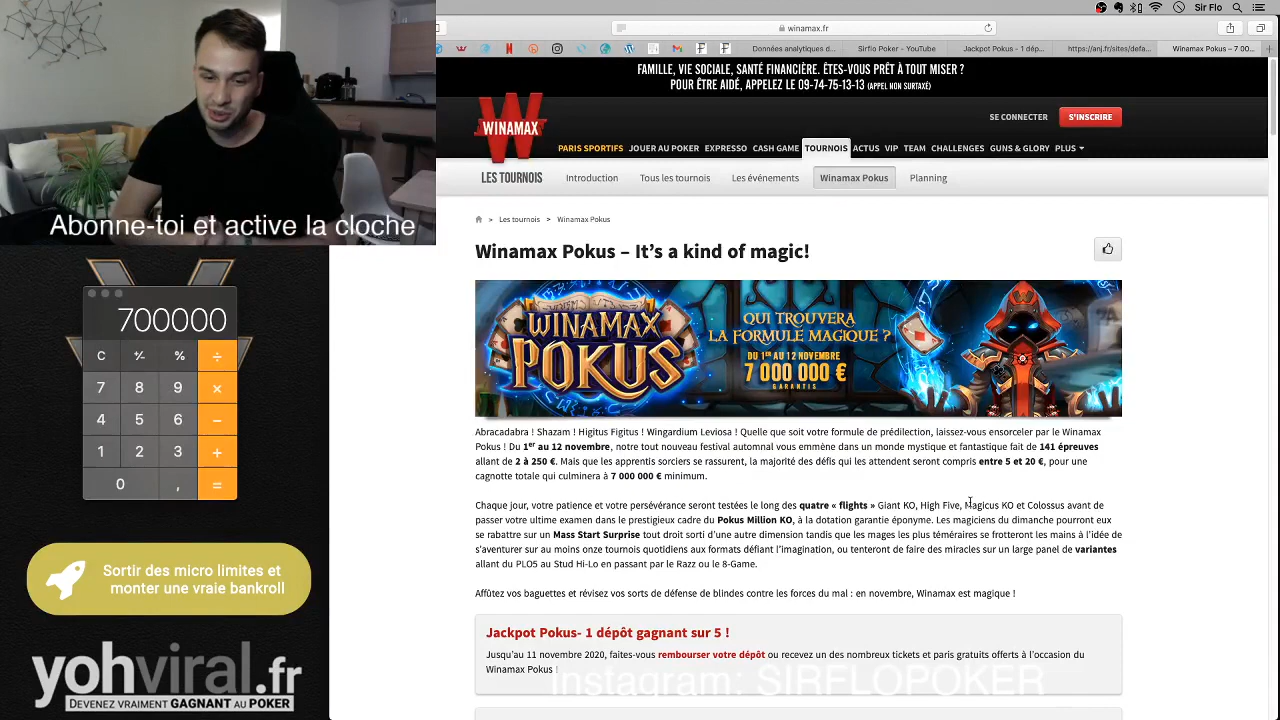 Sir Flo
winamax.fr
Données analytiques d...
Sirflo Poker - YouTube
Jackpot Pokus - 1 dép...
https://anj.fr/sites/defa...
Winamax Pokus – 7 00...
FAMILLE, VIE SOCIALE, SANTÉ FINANCIÈRE. ÊTES-VOUS PRÊT À TOUT MISER ?
POUR ÊTRE AIDÉ, APPELEZ LE 09-74-75-13-13 (APPEL NON SURTAXÉ)
WINAMAX
SE CONNECTER
S'INSCRIRE
PARIS SPORTIFS JOUER AU POKER EXPRESSO CASH GAME TOURNOIS ACTUS VIP TEAM CHALLENGES GUNS & GLORY PLUS
LES TOURNOIS Introduction Tous les tournois Les événements Winamax Pokus Planning
> Les tournois > Winamax Pokus
Winamax Pokus – It's a kind of magic!
WINAMAX
POKUS
QUI TROUVERA
LA FORMULE MAGIQUE ?
DU 1ER AU 12 NOVEMBRE
7 000 000 €
GARANTIS
Abracadabra ! Shazam ! Higitus Figitus ! Wingardium Leviosa ! Quelle que soit votre formule de prédilection, laissez-vous ensorceler par le Winamax
Pokus ! Du 1er au 12 novembre, notre tout nouveau festival automnal vous emmène dans un monde mystique et fantastique fait de 141 épreuves
allant de 2 à 250 €. Mais que les apprentis sorciers se rassurent, la majorité des défis qui les attendent seront compris entre 5 et 20 €, pour une
cagnotte totale qui culminera à 7 000 000 € minimum.
Chaque jour, votre patience et votre persévérance seront testées le long des quatre « flights » Giant KO, High Five, Magicus KO et Colossus avant de
passer votre ultime examen dans le prestigieux cadre du Pokus Million KO, à la dotation garantie éponyme. Les magiciens du dimanche pourront eux
se rabattre sur un Mass Start Surprise tout droit sorti d'une autre dimension tandis que les mages les plus téméraires se frotteront les mains à l'idée de
s'aventurer sur au moins onze tournois quotidiens aux formats défiant l'imagination, ou tenteront de faire des miracles sur un large panel de variantes
allant du PLO5 au Stud Hi-Lo en passant par le Razz ou le 8-Game.
Affûtez vos baguettes et révisez vos sorts de défense de blindes contre les forces du mal : en novembre, Winamax est magique !
Jackpot Pokus- 1 dépôt gagnant sur 5 !
Jusqu'au 11 novembre 2020, faites-vous rembourser votre dépôt ou recevez un des nombreux tickets et paris gratuits offerts à l'occasion du
Winamax Pokus !
Instagram SIRFLOPOKER
Abonne-toi et active la cloche
700000
C +⁄- % ÷
7 8 9 ×
4 5 6 −
1 2 3 +
0 , =
Sortir des micro limites et
monter une vraie bankroll
yohviral.fr
DEVENEZ VRAIMENT GAGNANT AU POKER